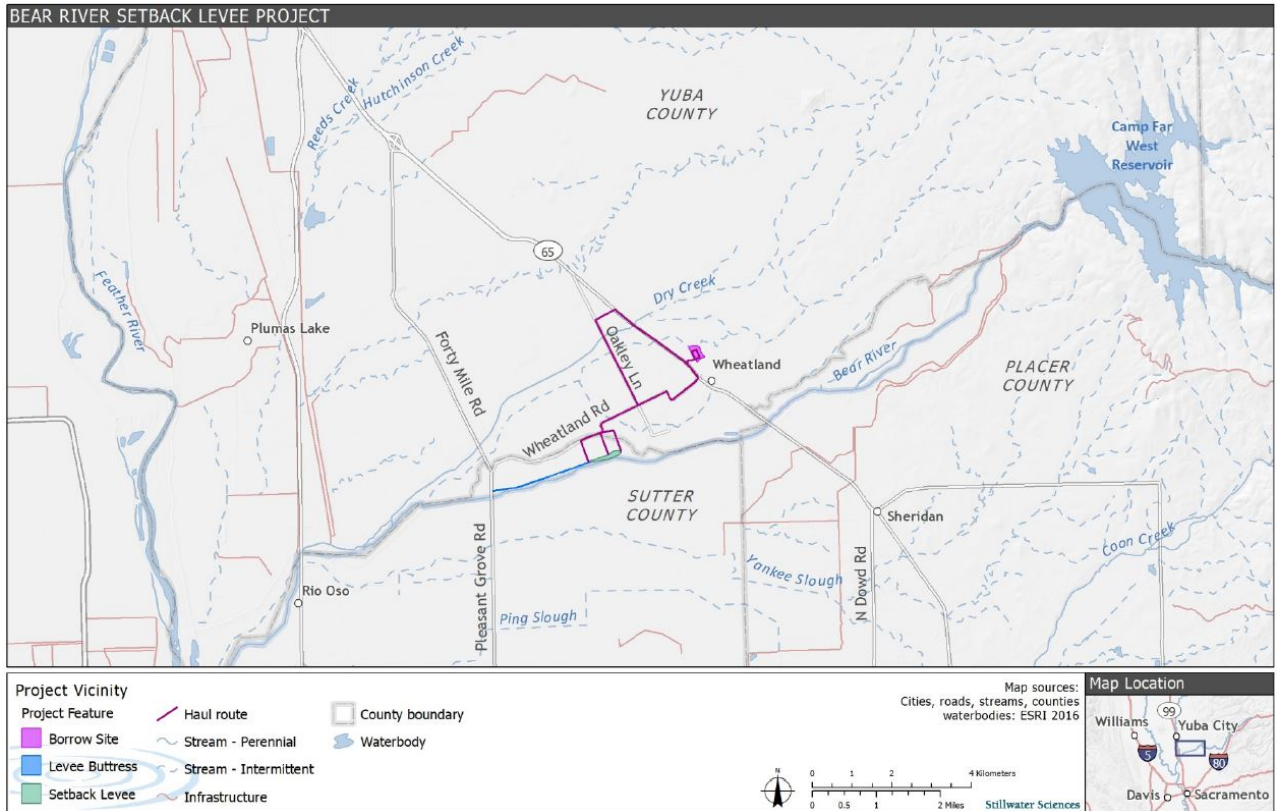 BEAR RIVER SETBACK LEVEE PROJECT
Reeds Creek
Hutchinson Creek
YUBA
COUNTY
Camp Far
West
Reservoir
65
Feather River
Dry Creek
Plumas Lake
Forty Mile Rd
Oakley Ln
Wheatland
Bear River
PLACER
COUNTY
Wheatland Rd
SUTTER
COUNTY
Sheridan
Coon Creek
Yankee Slough
Rio Oso
Pleasant Grove Rd
Ping Slough
N Dowd Rd
Project Vicinity
Project Feature
Borrow Site
Levee Buttress
Setback Levee
Haul route
Stream - Perennial
Stream - Intermittent
Infrastructure
County boundary
Waterbody
Map sources:
Cities, roads, streams, counties
waterbodies: ESRI 2016
N
0 1 2 4 Kilometers
0 0.5 1 2 Miles
Stillwater Sciences
Map Location
99
Williams
Yuba City
5
80
Davis
Sacramento